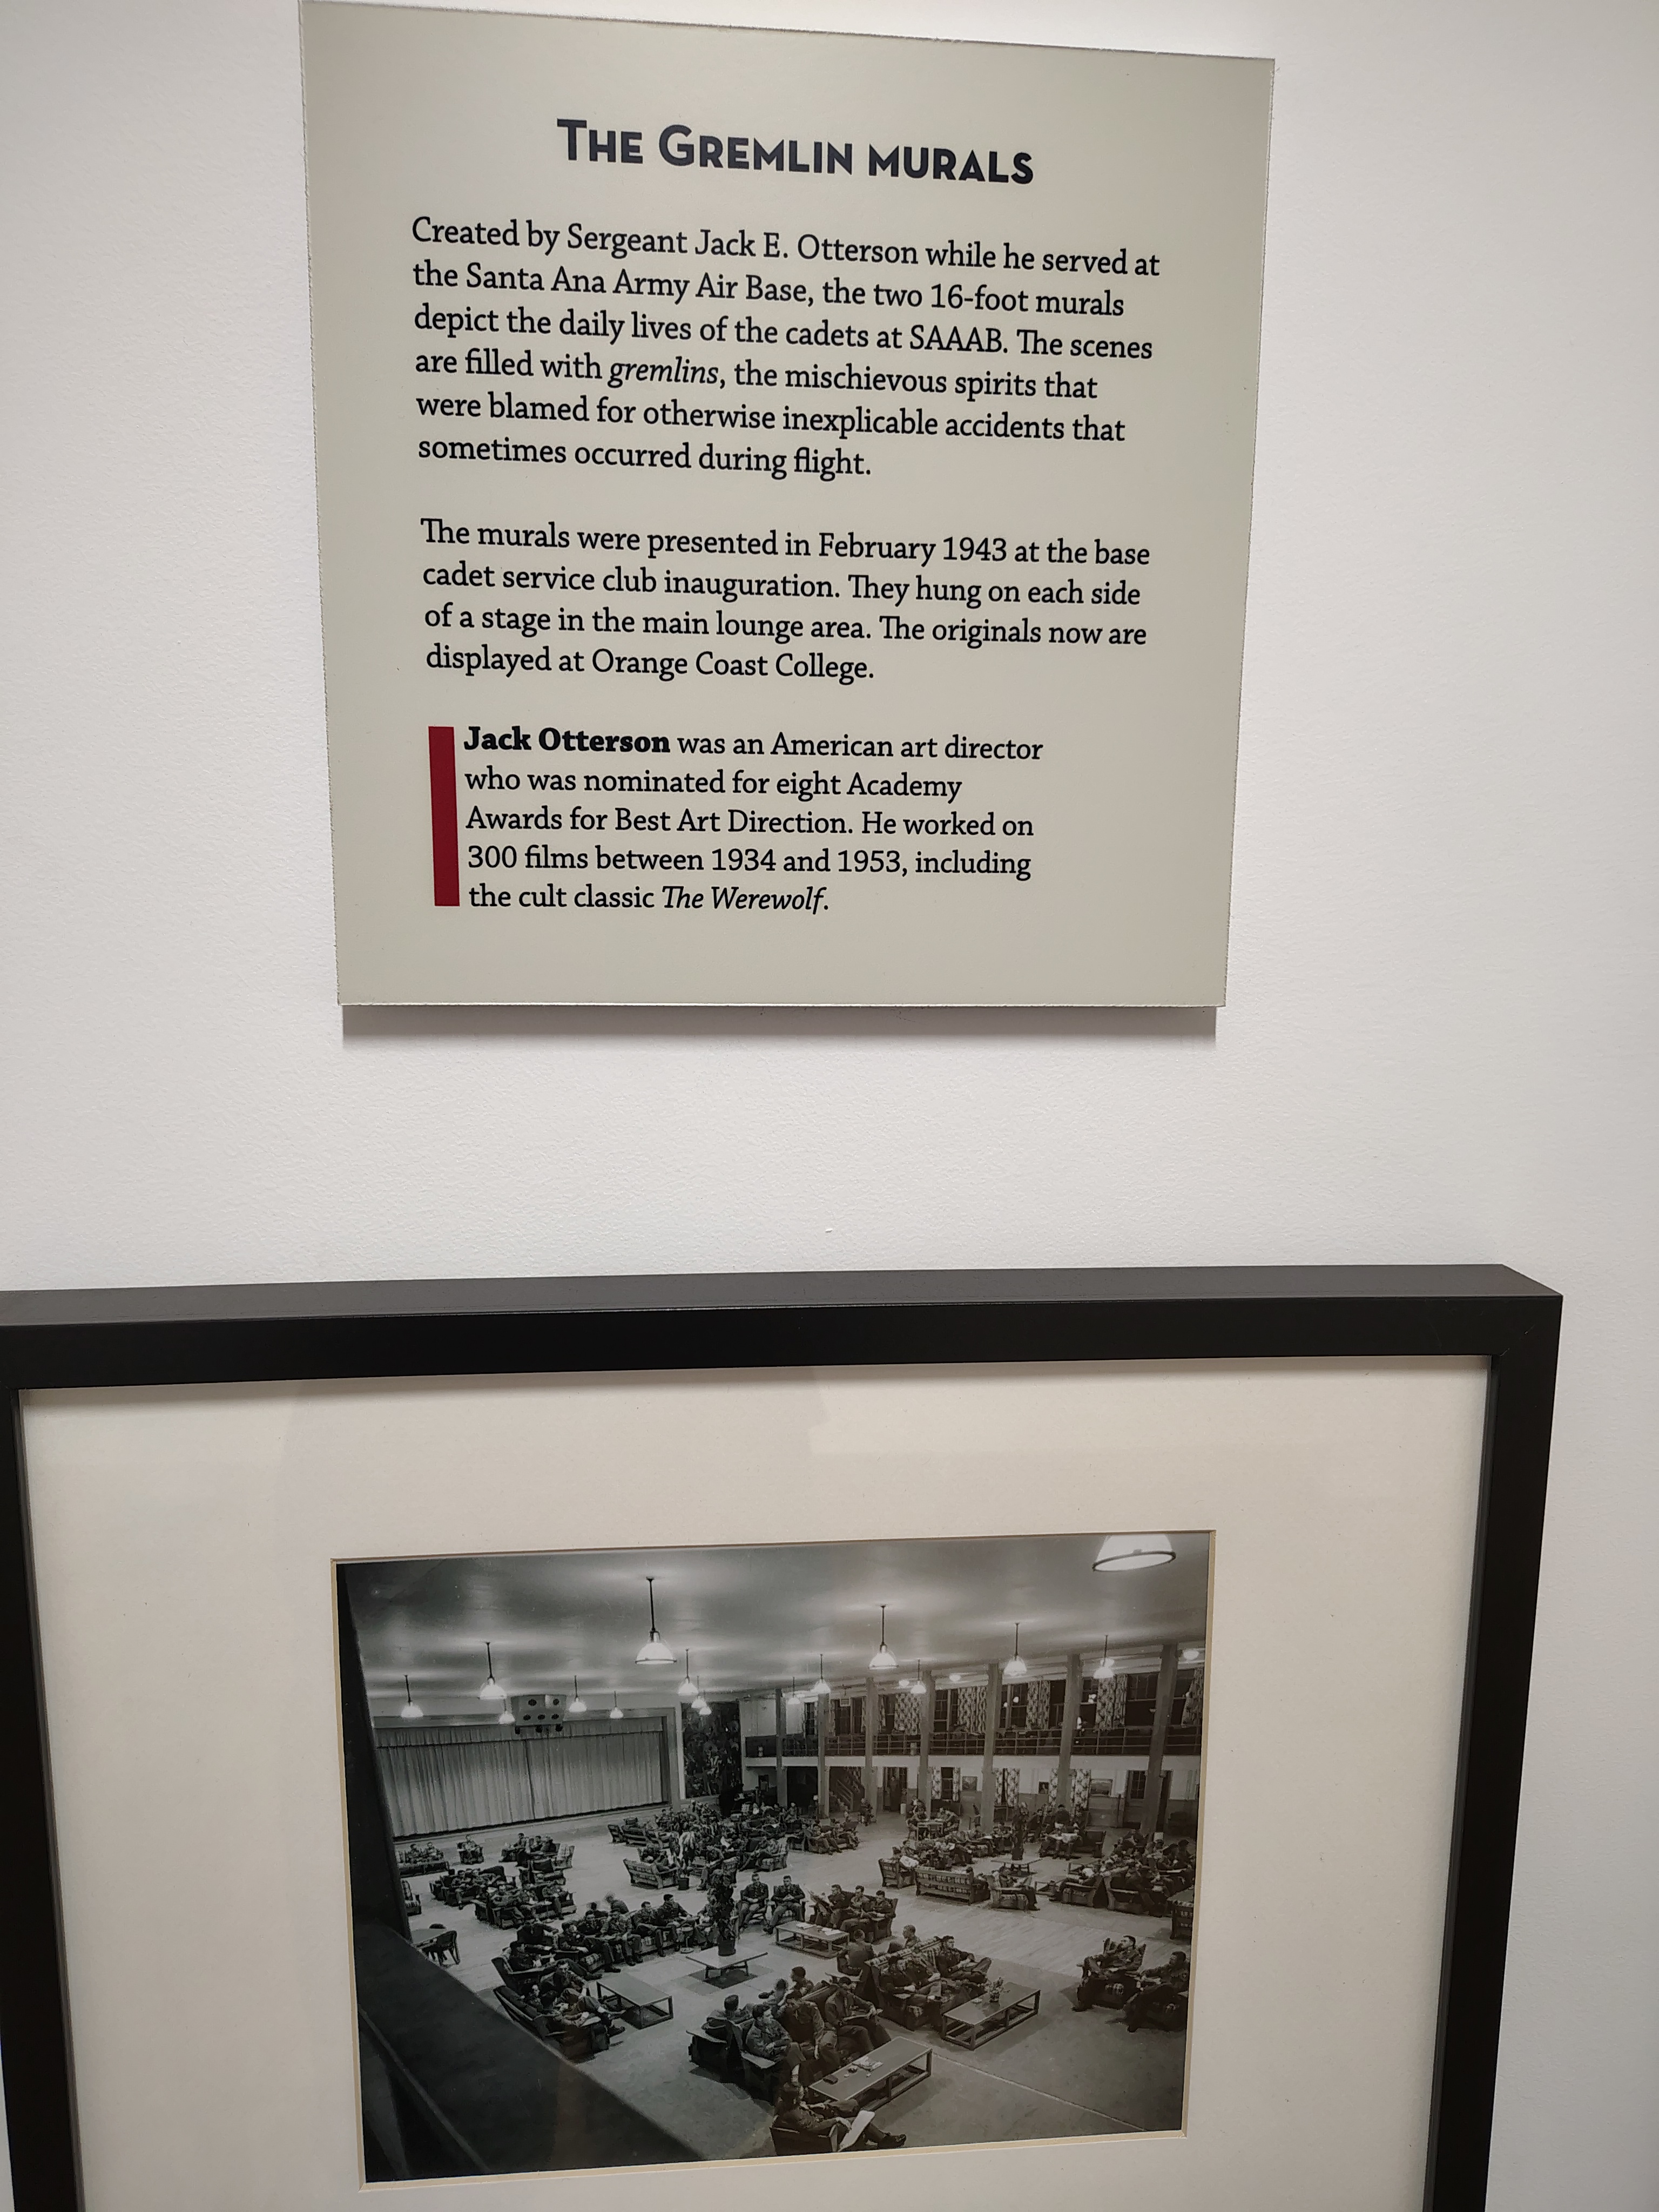 THE GREMLIN MURALS
Created by Sergeant Jack E. Otterson while he served at
the Santa Ana Army Air Base, the two 16-foot murals
depict the daily lives of the cadets at SAAAB. The scenes
are filled with gremlins, the mischievous spirits that
were blamed for otherwise inexplicable accidents that
sometimes occurred during flight.
The murals were presented in February 1943 at the base
cadet service club inauguration. They hung on each side
of a stage in the main lounge area. The originals now are
displayed at Orange Coast College.
Jack Otterson was an American art director
who was nominated for eight Academy
Awards for Best Art Direction. He worked on
300 films between 1934 and 1953, including
the cult classic The Werewolf.